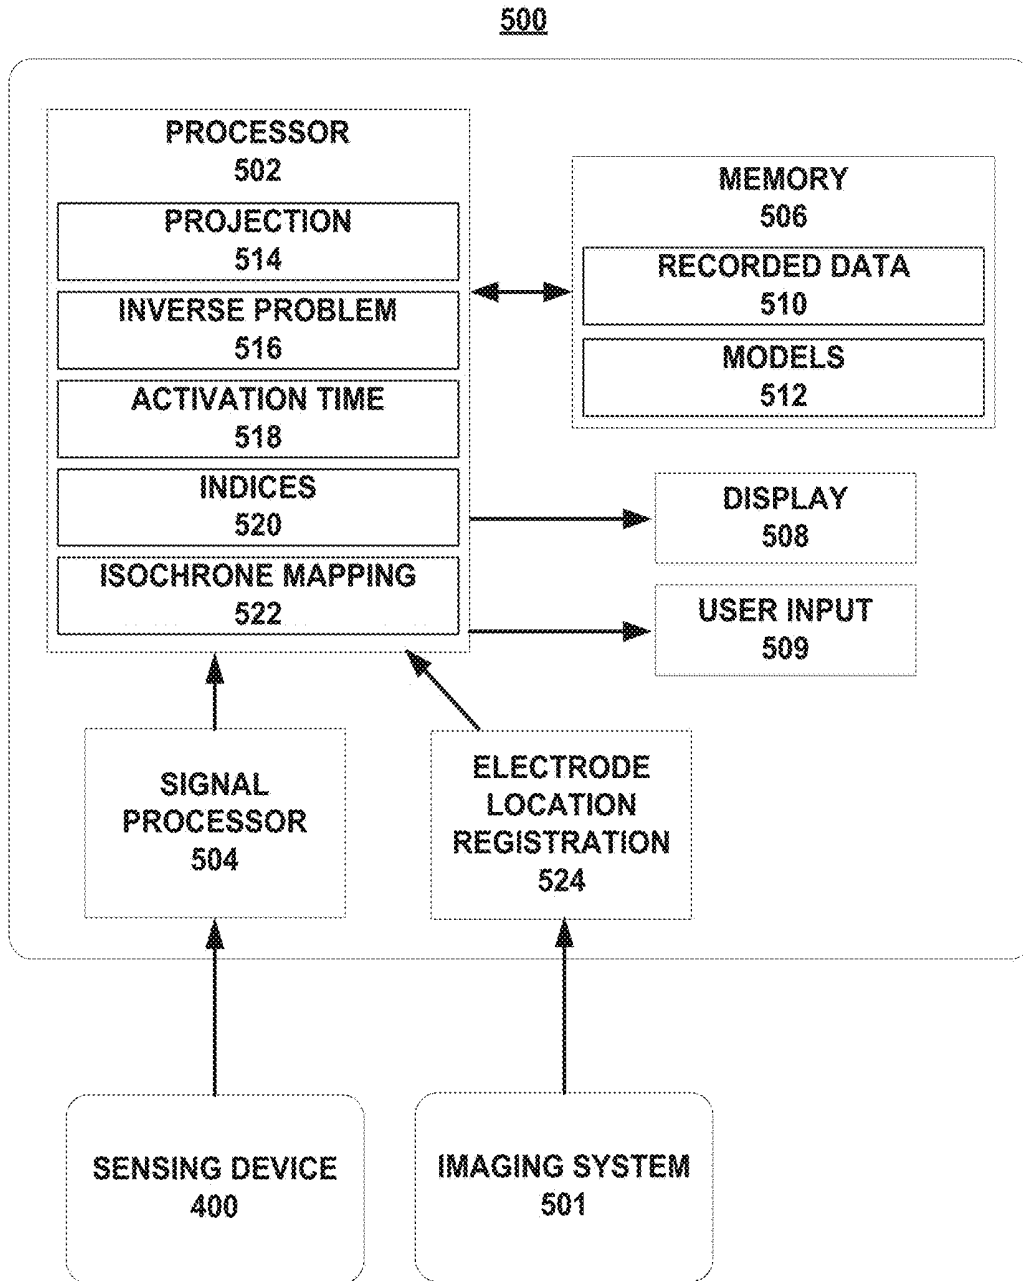 500
PROCESSOR
502
PROJECTION
514
INVERSE PROBLEM
516
ACTIVATION TIME
518
INDICES
520
ISOCHRONE MAPPING
522
MEMORY
506
RECORDED DATA
510
MODELS
512
DISPLAY
508
USER INPUT
509
SIGNAL
PROCESSOR
504
ELECTRODE
LOCATION
REGISTRATION
524
SENSING DEVICE
400
IMAGING SYSTEM
501